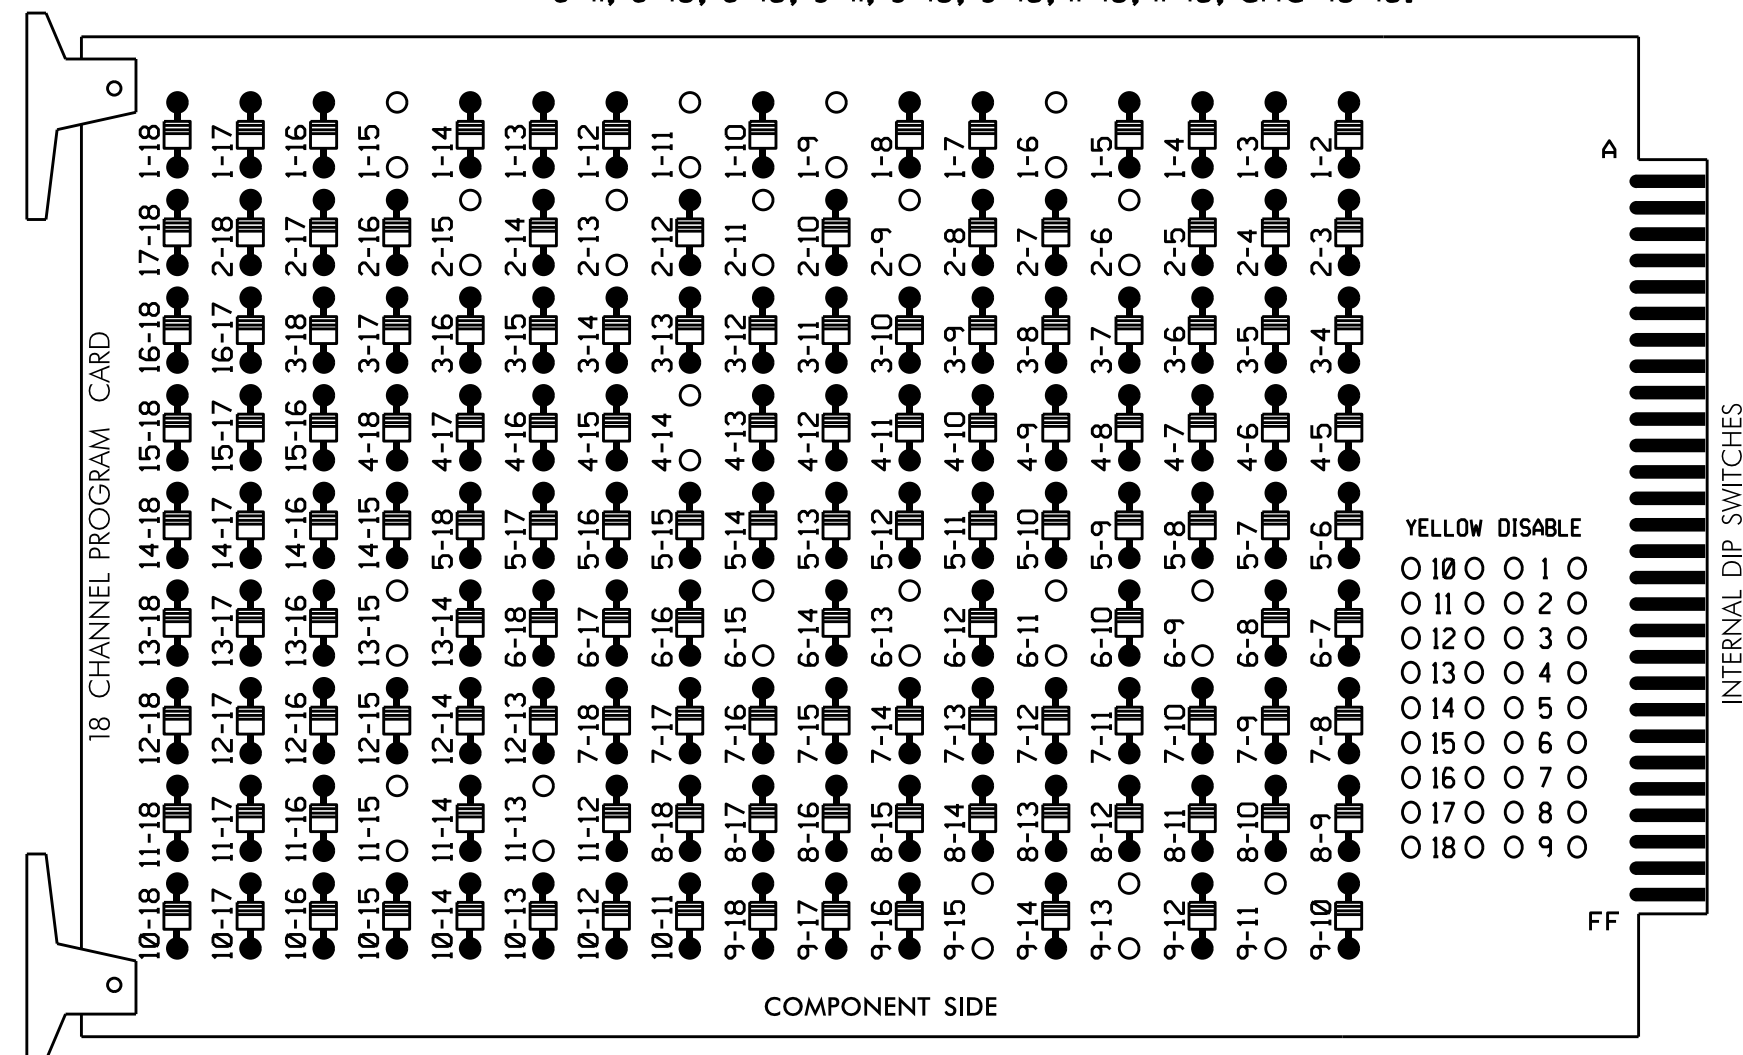 1-18 1-17 1-16 1-15 1-14 1-13 1-12 1-11 1-10 1-9 1-8 1-7 1-6 1-5 1-4 1-3 1-2
A
17-18 2-18 2-17 2-16 2-15 2-14 2-13 2-12 2-11 2-10 2-9 2-8 2-7 2-6 2-5 2-4 2-3
16-18 16-17 3-18 3-17 3-16 3-15 3-14 3-13 3-12 3-11 3-10 3-9 3-8 3-7 3-6 3-5 3-4
15-18 15-17 15-16 4-18 4-17 4-16 4-15 4-14 4-13 4-12 4-11 4-10 4-9 4-8 4-7 4-6 4-5
14-18 14-17 14-16 14-15 5-18 5-17 5-16 5-15 5-14 5-13 5-12 5-11 5-10 5-9 5-8 5-7 5-6
13-18 13-17 13-16 13-15 13-14 6-18 6-17 6-16 6-15 6-14 6-13 6-12 6-11 6-10 6-9 6-8 6-7
12-18 12-17 12-16 12-15 12-14 12-13 7-18 7-17 7-16 7-15 7-14 7-13 7-12 7-11 7-10 7-9 7-8
11-18 11-17 11-16 11-15 11-14 11-13 11-12 8-18 8-17 8-16 8-15 8-14 8-13 8-12 8-11 8-10 8-9
10-18 10-17 10-16 10-15 10-14 10-13 10-12 10-11 9-18 9-17 9-16 9-15 9-14 9-13 9-12 9-11 9-10
18 CHANNEL PROGRAM CARD
YELLOW DISABLE
10 1
11 2
12 3
13 4
14 5
15 6
16 7
17 8
18 9
FF
INTERNAL DIP SWITCHES
COMPONENT SIDE